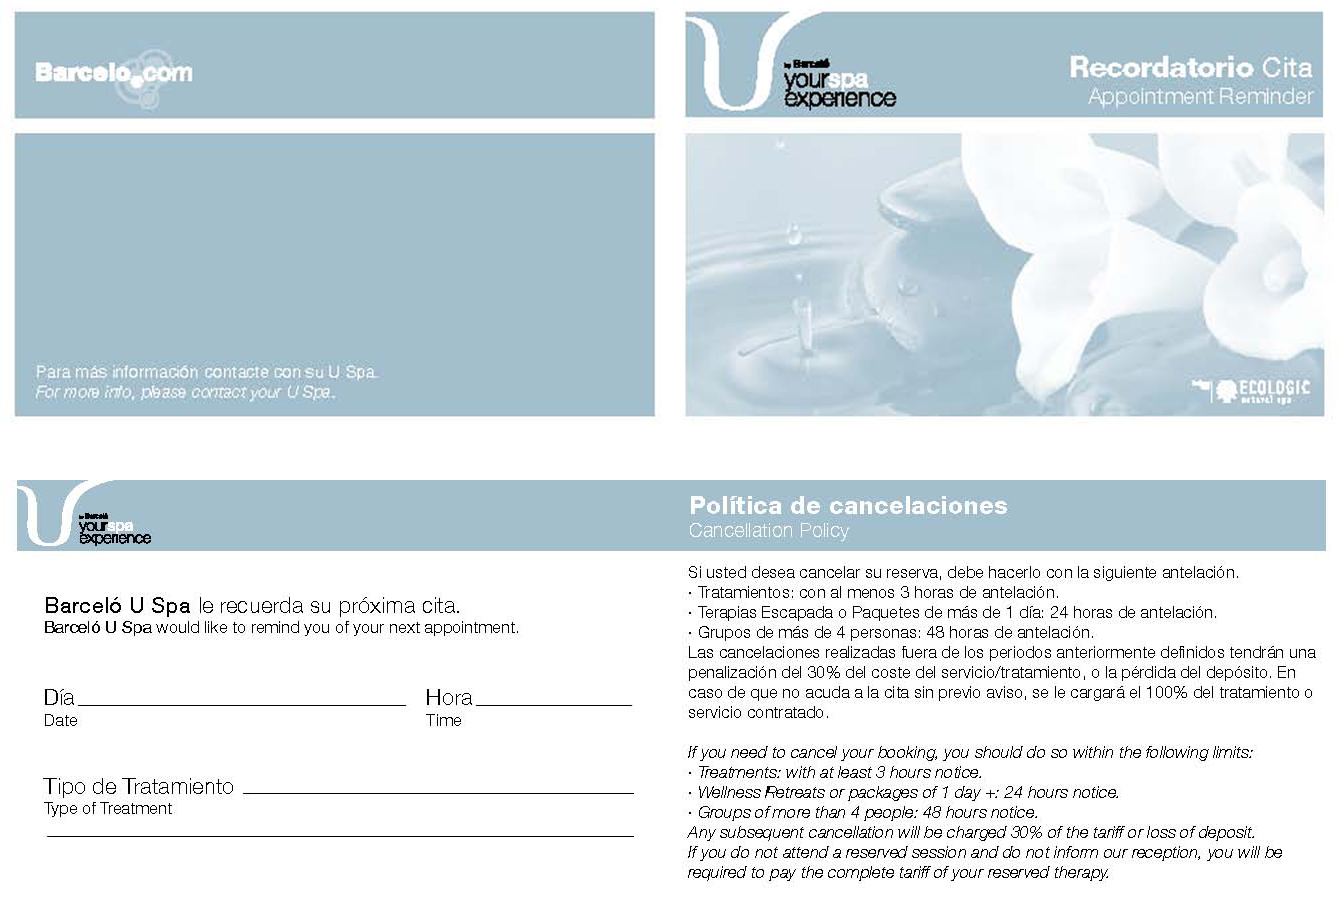 Barcelo.com
Para más información contacte con su U Spa.
For more info, please contact your U Spa.
by Barceló
yourspa
experience
Recordatorio Cita
Appointment Reminder
ECOLOGIC
natural spa
by Barceló
yourspa
experience
Barceló U Spa le recuerda su próxima cita.
Barceló U Spa would like to remind you of your next appointment.
Día
Hora
Date
Time
Tipo de Tratamiento
Type of Treatment
Política de cancelaciones
Cancellation Policy
Si usted desea cancelar su reserva, debe hacerlo con la siguiente antelación.
· Tratamientos: con al menos 3 horas de antelación.
· Terapias Escapada o Paquetes de más de 1 día: 24 horas de antelación.
· Grupos de más de 4 personas: 48 horas de antelación.
Las cancelaciones realizadas fuera de los periodos anteriormente definidos tendrán una
penalización del 30% del coste del servicio/tratamiento, o la pérdida del depósito. En
caso de que no acuda a la cita sin previo aviso, se le cargará el 100% del tratamiento o
servicio contratado.
If you need to cancel your booking, you should do so within the following limits:
· Treatments: with at least 3 hours notice.
· Wellness Retreats or packages of 1 day +: 24 hours notice.
· Groups of more than 4 people: 48 hours notice.
Any subsequent cancellation will be charged 30% of the tariff or loss of deposit.
If you do not attend a reserved session and do not inform our reception, you will be
required to pay the complete tariff of your reserved therapy.